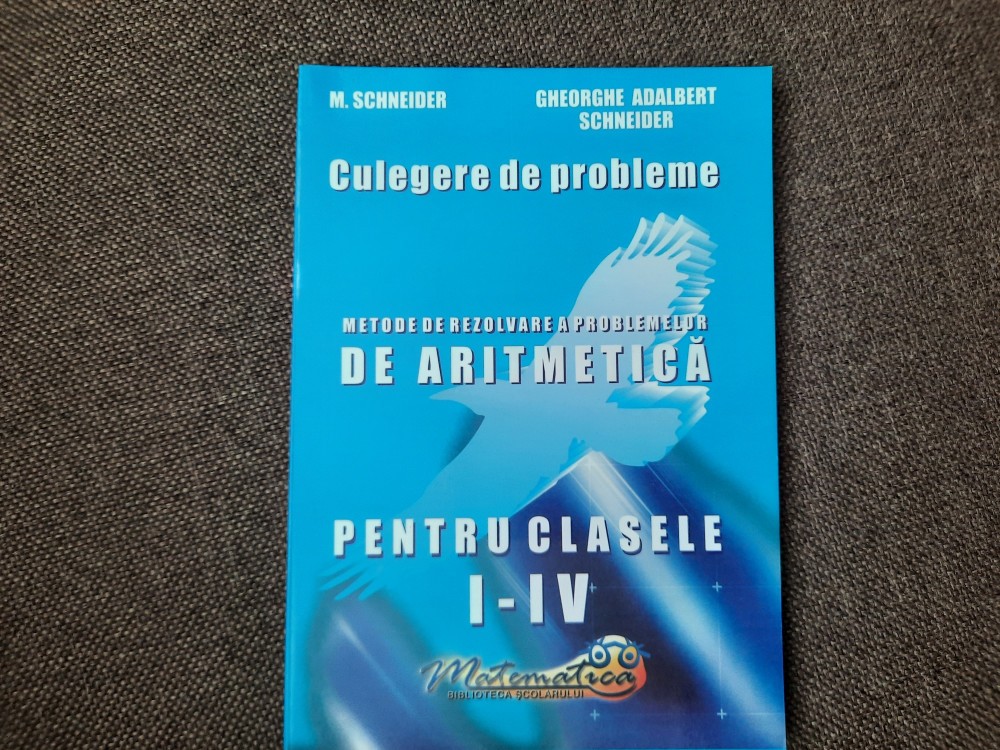 M. SCHNEIDER
GHEORGHE ADALBERT
SCHNEIDER
Culegere de probleme
METODE DE REZOLVARE A PROBLEMELOR
DE ARITMETICĂ
PENTRU CLASELE
I - IV
Matematica
BIBLIOTECA ȘCOLARULUI